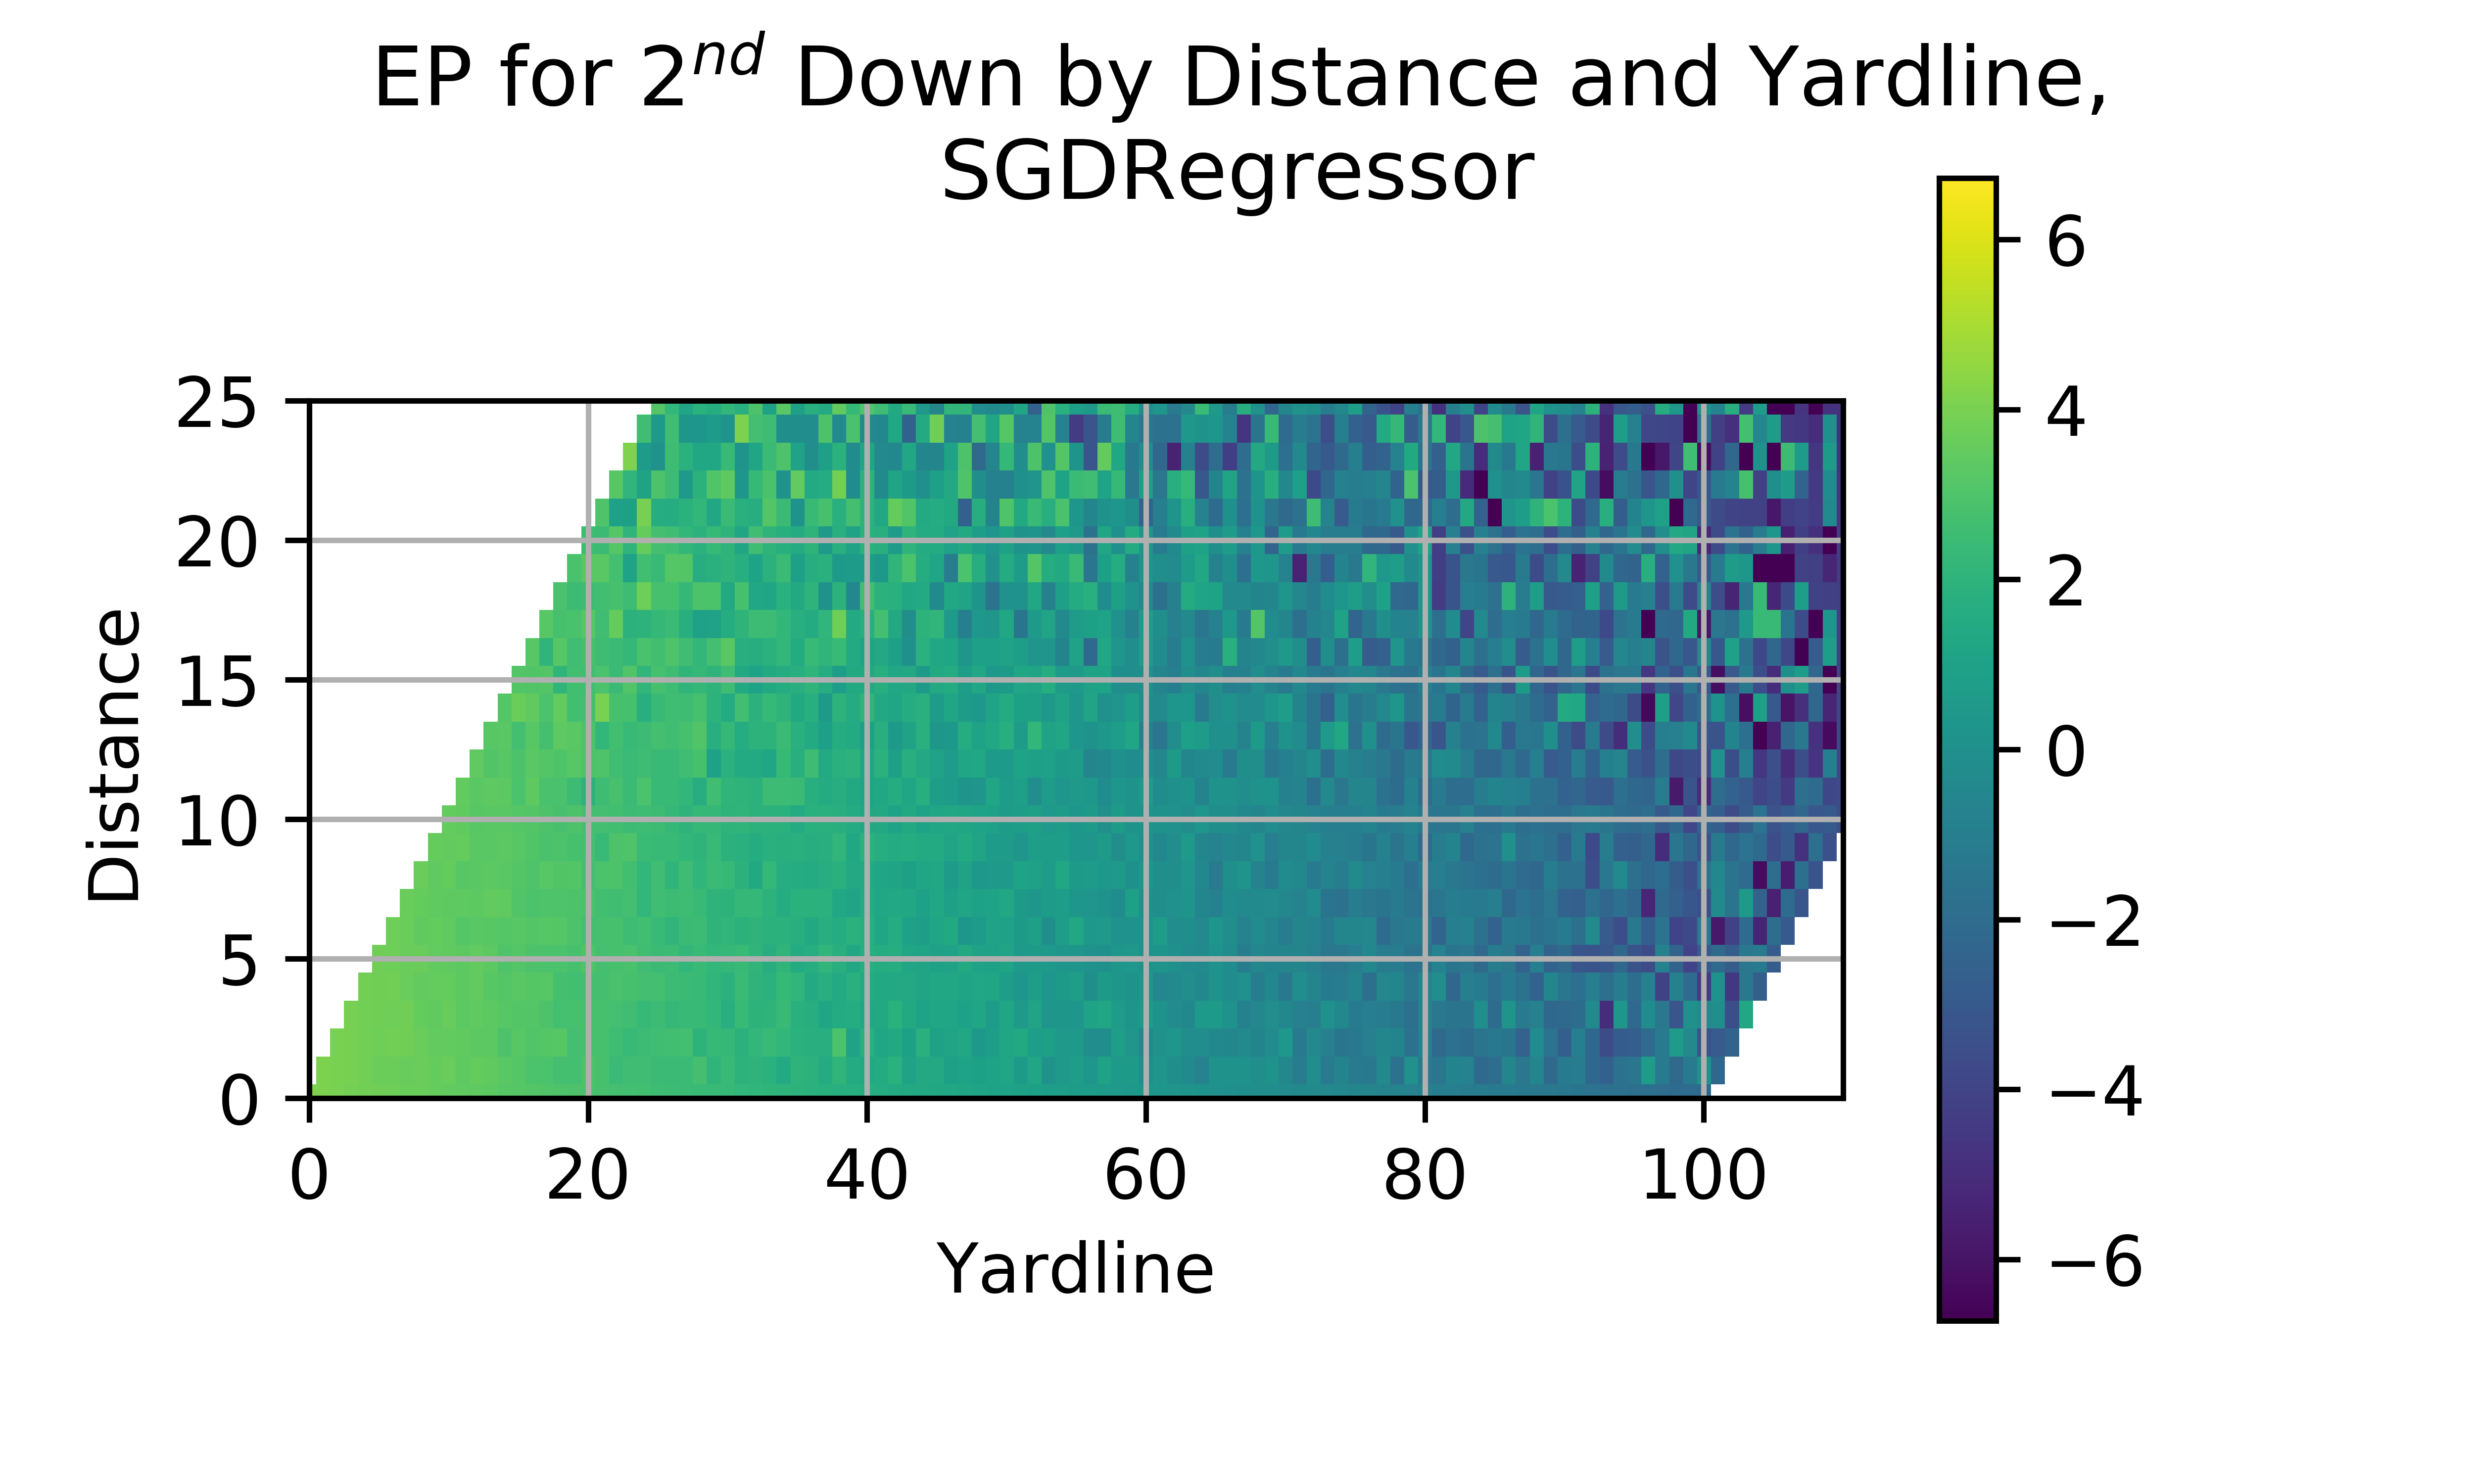 EP for 2nd Down by Distance and Yardline,
SGDRegressor
25
20
15
10
5
0
Distance
0 20 40 60 80 100
Yardline
6
4
2
0
−2
−4
−6